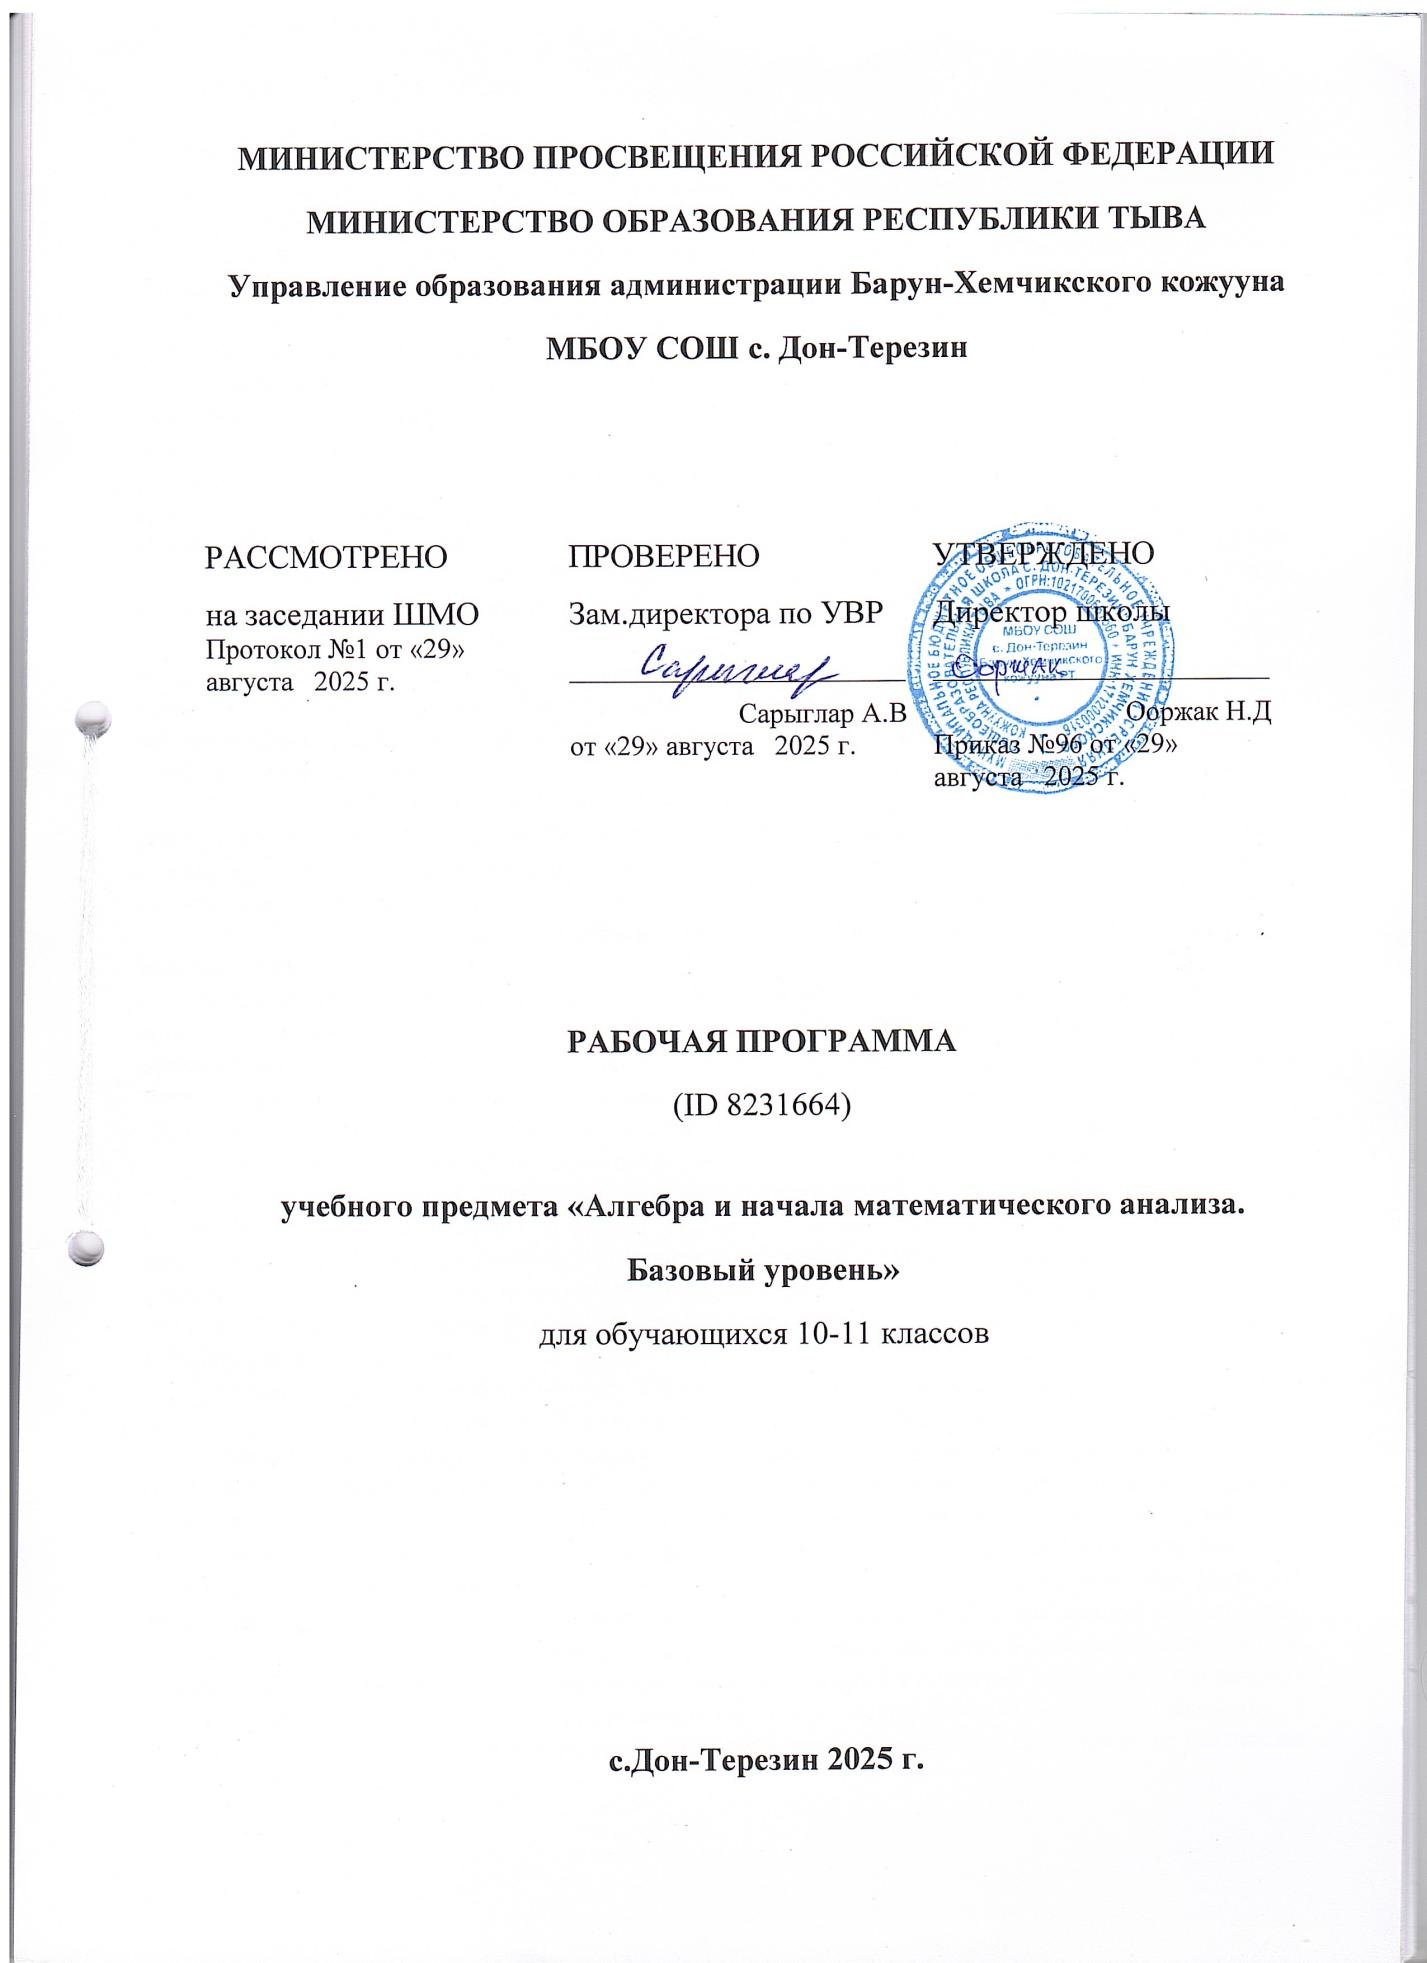 МИНИСТЕРСТВО ПРОСВЕЩЕНИЯ РОССИЙСКОЙ ФЕДЕРАЦИИ
МИНИСТЕРСТВО ОБРАЗОВАНИЯ РЕСПУБЛИКИ ТЫВА
Управление образования администрации Барун-Хемчикского кожууна
МБОУ СОШ с. Дон-Терезин
РАССМОТРЕНО
на заседании ШМО
Протокол №1 от «29»
августа 2025 г.
ПРОВЕРЕНО
Зам.директора по УВР
Сарыглар
Сарыглар А.В
от «29» августа 2025 г.
УТВЕРЖДЕНО
Директор школы
Ооржак
Ооржак Н.Д
Приказ №96 от «29»
августа 2025 г.
МБОУ СОШ
с. Дон-Терезин
РАБОЧАЯ ПРОГРАММА
(ID 8231664)
учебного предмета «Алгебра и начала математического анализа.
Базовый уровень»
для обучающихся 10-11 классов
с.Дон-Терезин 2025 г.